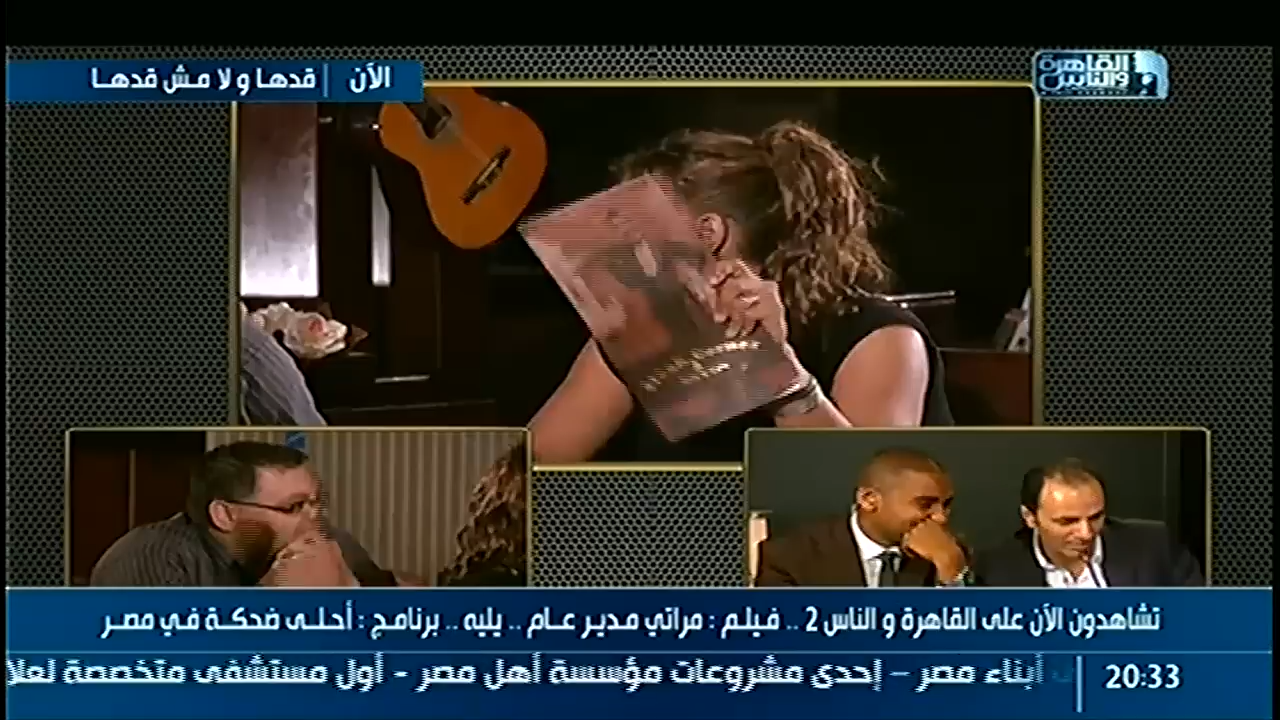 الآن | قدها و لا مش قدها
القاهرة
والناس
تشاهدون الآن على القاهرة و الناس 2 .. فيلم : مراتي مدير عام .. يليه .. برنامج : أحلى ضحكة في مصر
أبناء مصر – إحدى مشروعات مؤسسة أهل مصر - أول مستشفى متخصصة لعلا
20:33